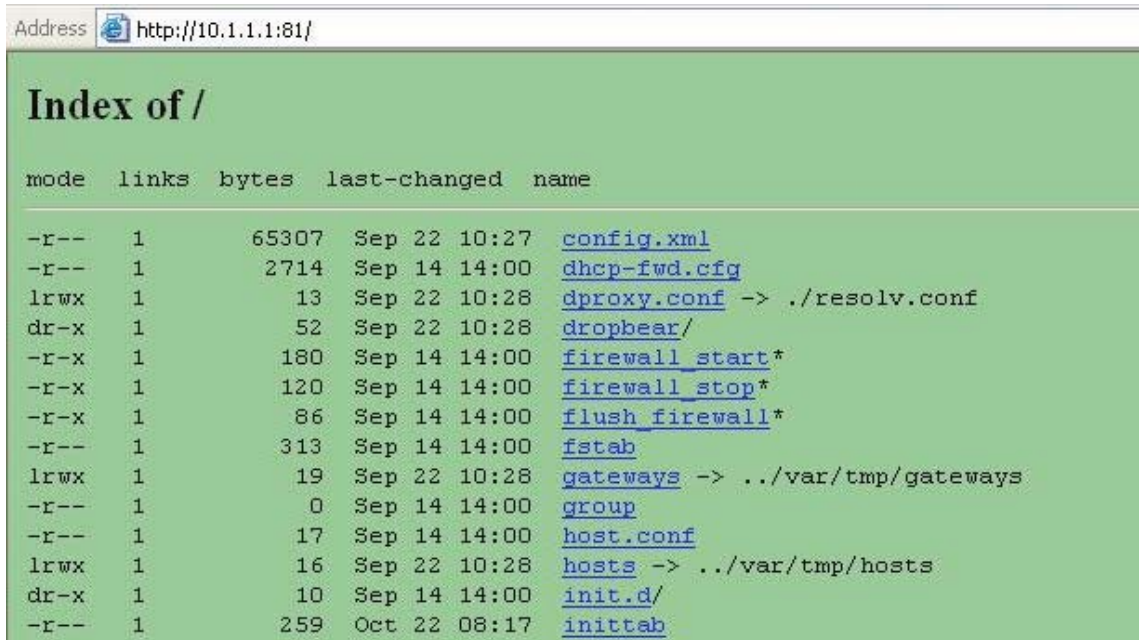 Address http://10.1.1.1:81/
Index of /
mode links bytes last-changed name
-r-- 1 65307 Sep 22 10:27 config.xml
-r-- 1 2714 Sep 14 14:00 dhcp-fwd.cfg
lrwx 1 13 Sep 22 10:28 dproxy.conf -> ./resolv.conf
dr-x 1 52 Sep 22 10:28 dropbear/
-r-x 1 180 Sep 14 14:00 firewall_start*
-r-x 1 120 Sep 14 14:00 firewall_stop*
-r-x 1 86 Sep 14 14:00 flush_firewall*
-r-- 1 313 Sep 14 14:00 fstab
lrwx 1 19 Sep 22 10:28 gateways -> ../var/tmp/gateways
-r-- 1 0 Sep 14 14:00 group
-r-- 1 17 Sep 14 14:00 host.conf
lrwx 1 16 Sep 22 10:28 hosts -> ../var/tmp/hosts
dr-x 1 10 Sep 14 14:00 init.d/
-r-- 1 259 Oct 22 08:17 inittab